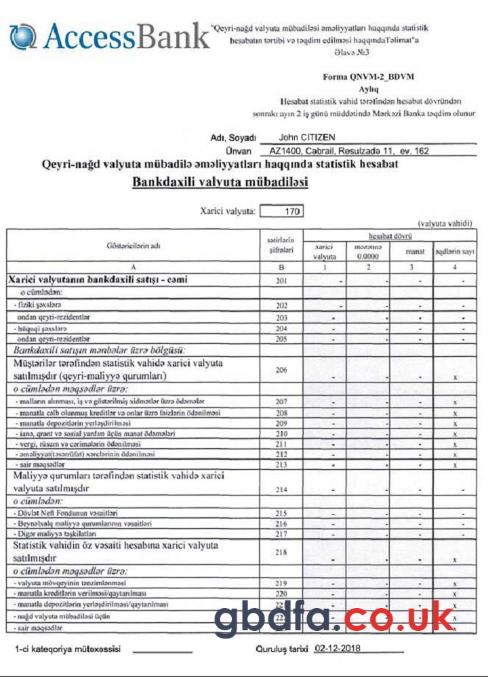 AccessBank
"Qeyri-nağd valyuta mübadiləsi əməliyyatları haqqında statistik
hesabatın tərtibi və təqdim edilməsi haqqındaTəlimat"a
Əlavə №3
Forma QNVM-2_BDVM
Aylıq
Hesabat statistik vahid tərəfindən hesabat dövründən
sonrakı ayın 2 iş günü müddətində Mərkəzi Banka təqdim olunur
Adı, Soyadı John CITIZEN
Ünvan AZ1400, Cabrail, Resulzada 11, ev. 162
Qeyri-nağd valyuta mübadilə əməliyyatları haqqında statistik hesabat
Bankdaxili valyuta mübadiləsi
Xarici valyuta: 170
(valyuta vahidi)
Göstəricilərin adı sətirlərin şifrələri hesabat dövrü
xarici valyuta məzənnə 0.0000 manat əqdlərin sayı
A B 1 2 3 4
Xarici valyutanın bankdaxili satışı - cəmi 201 - - - -
o cümlədən:
- fiziki şəxslərə 202 - - - -
ondan qeyri-rezidentlər 203 - - - -
- hüquqi şəxslərə 204 - - - -
ondan qeyri-rezidentlər 205 - - - -
Bankdaxili satışın mənbələr üzrə bölgüsü:
Müştərilər tərəfindən statistik vahidə xarici valyuta
satılmışdır (qeyri-maliyyə qurumları) 206 - - - x
o cümlədən məqsədlər üzrə:
- malların alınması, iş və göstərilmiş xidmətlər üzrə ödəmələr 207 - - - x
- manatla cəlb olunmuş kreditlər və onlar üzrə faizlərin ödənilməsi 208 - - - x
- manatla depozitlərin yerləşdirilməsi 209 - - - x
- ianə, qrant və sosial yardım üçün manat ödəmələri 210 - - - x
- vergi, rüsum və cərimələrin ödənilməsi 211 - - - x
- əməliyyat(təsərrüfat) xərclərinin ödənilməsi 212 - - - x
- sair məqsədlər 213 - - - x
Maliyyə qurumları tərəfindən statistik vahidə xarici
valyuta satılmışdır 214 - - - x
o cümlədən:
- Dövlət Neft Fondunun vəsaitləri 215 - - - x
- Beynəlxalq maliyyə qurumlarının vəsaitləri 216 - - - x
- Digər maliyyə təşkilatları 217 - - - x
Statistik vahidin öz vəsaiti hesabına xarici valyuta
satılmışdır 218 - - - x
o cümlədən məqsədlər üzrə:
- valyuta mövqeyinin tənzimlənməsi 219 - - - x
- manatla kreditlərin verilməsi/qaytarılması 220 - - - x
- manatla depozitlərin yerləşdirilməsi/qaytarılması - - - x
- nağd valyuta mübadiləsi üçün - - - x
- sair məqsədlər - - - x
gbdfa.co.uk
1-ci kateqoriya mütəxəssisi Quruluş tarixi 02-12-2018